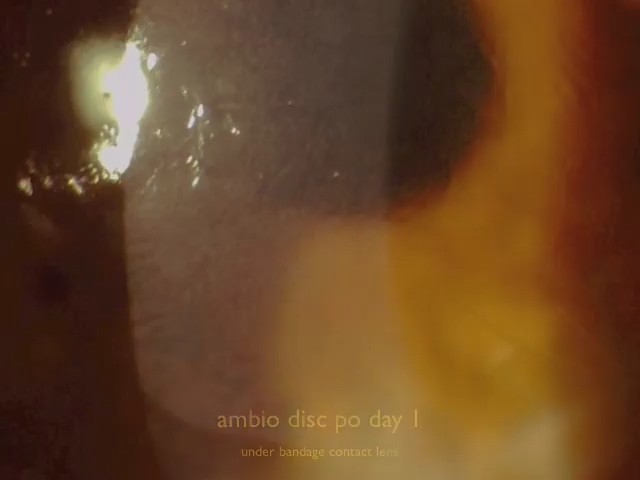 ambio disc po day 1
under bandage contact lens